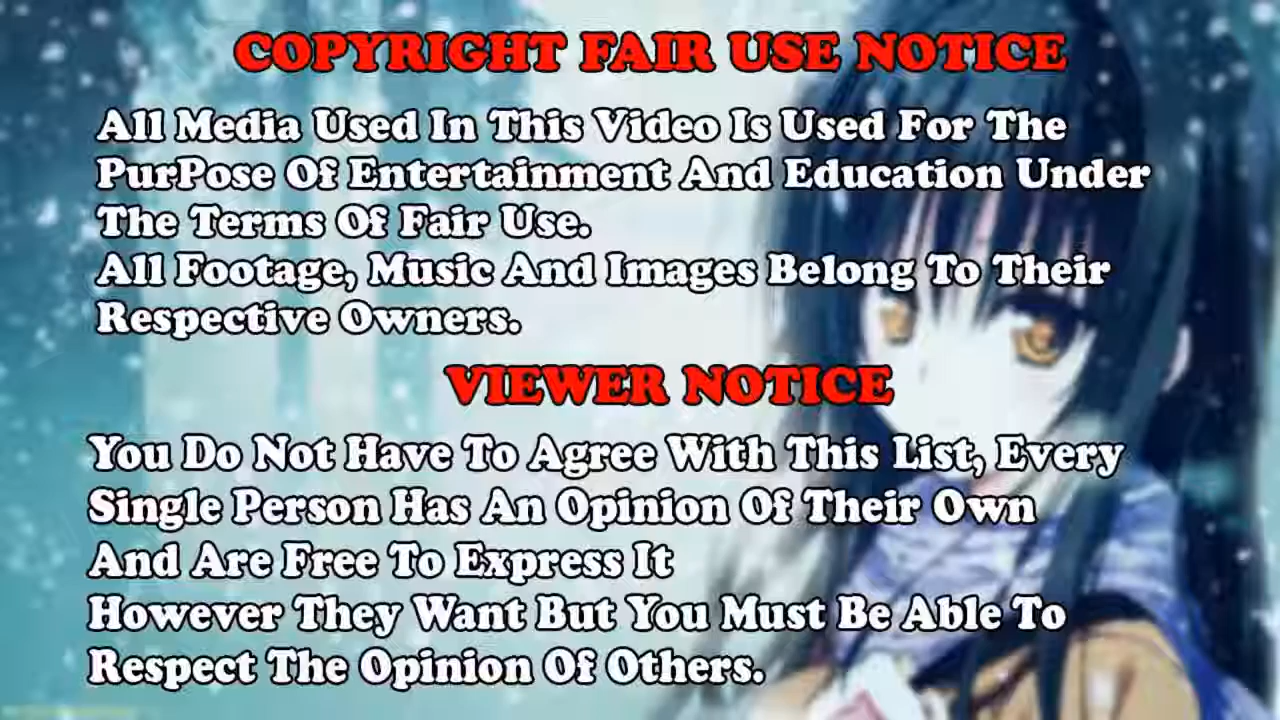 COPYRIGHT FAIR USE NOTICE
All Media Used In This Video Is Used For The
PurPose Of Entertainment And Education Under
The Terms Of Fair Use.
All Footage, Music And Images Belong To Their
Respective Owners.
VIEWER NOTICE
You Do Not Have To Agree With This List, Every
Single Person Has An Opinion Of Their Own
And Are Free To Express It
However They Want But You Must Be Able To
Respect The Opinion Of Others.